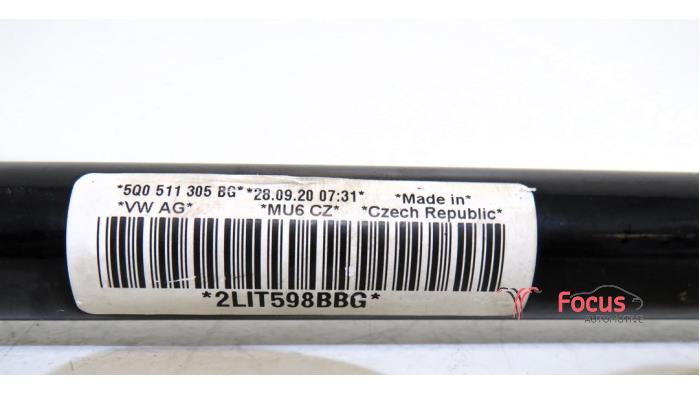 *5Q0 511 305 BG* *28.09.20 07:31* *Made in*
*VW AG* *MU6 CZ* *Czech Republic*
*2LIT598BBG*
Focus
AUTOMOTIVE